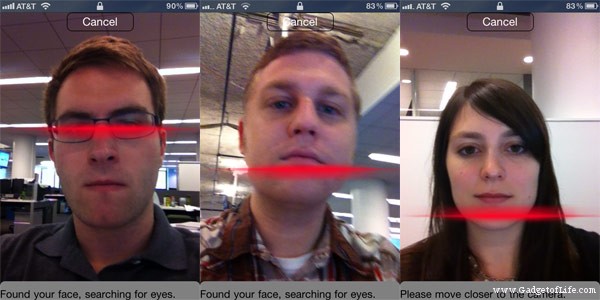 AT&T 90%
Cancel
Found your face, searching for eyes.
AT&T 83%
Cancel
Found your face, searching for eyes.
AT&T 83%
Cancel
Please move closer to the camera.
www.GadgetofLife.com